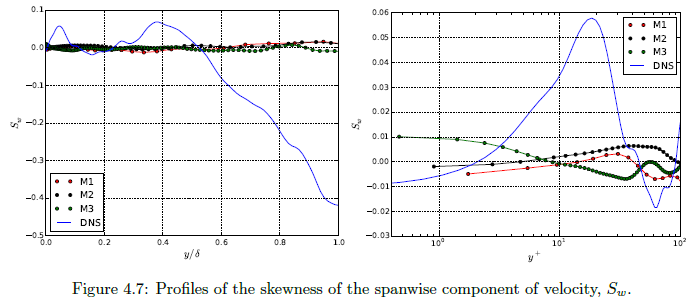 0.1
0.0
−0.1
−0.2
−0.3
−0.4
−0.5
S_w
M1
M2
M3
DNS
0.0 0.2 0.4 0.6 0.8 1.0
y/δ
0.06
0.05
0.04
0.03
0.02
0.01
0.00
−0.01
−0.02
−0.03
S_w
M1
M2
M3
DNS
10^0 10^1 10^2
y^+
Figure 4.7: Profiles of the skewness of the spanwise component of velocity, S_w.